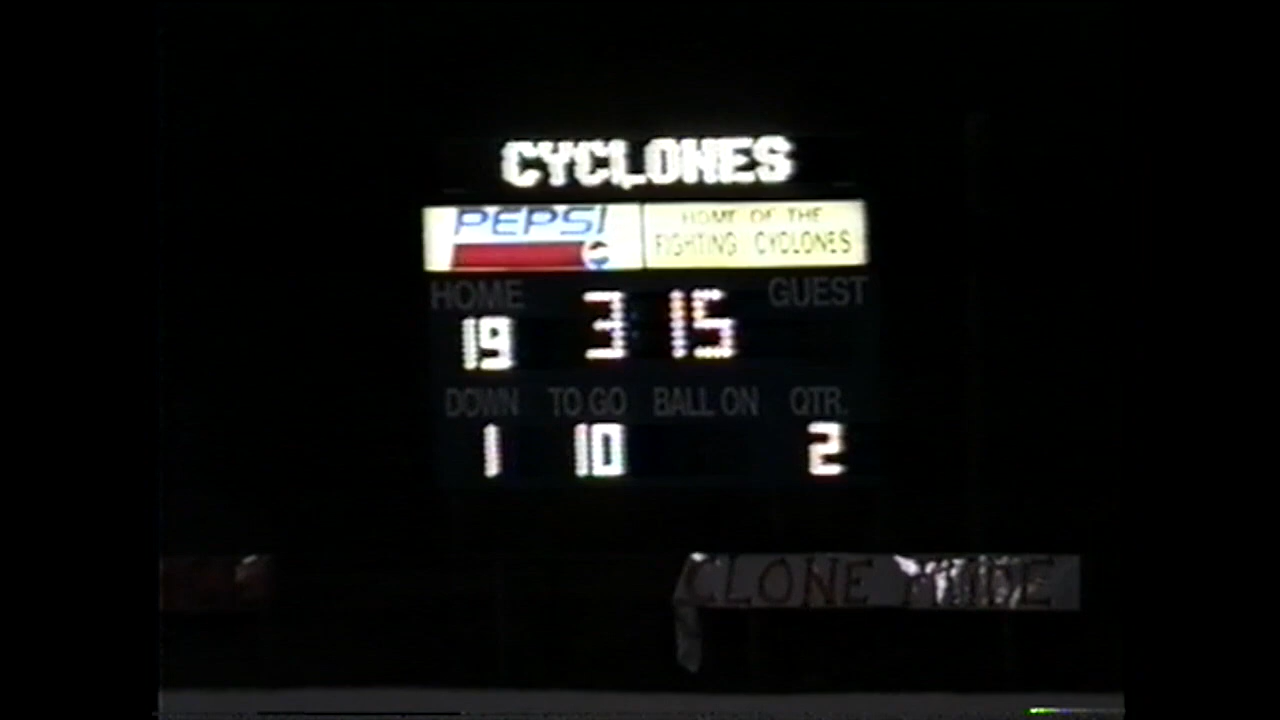 CYCLONES
PEPSI
HOME OF THE
FIGHTING CYCLONES
HOME 3 15 GUEST
19
DOWN TO GO BALL ON QTR.
1 10 2
CLONE